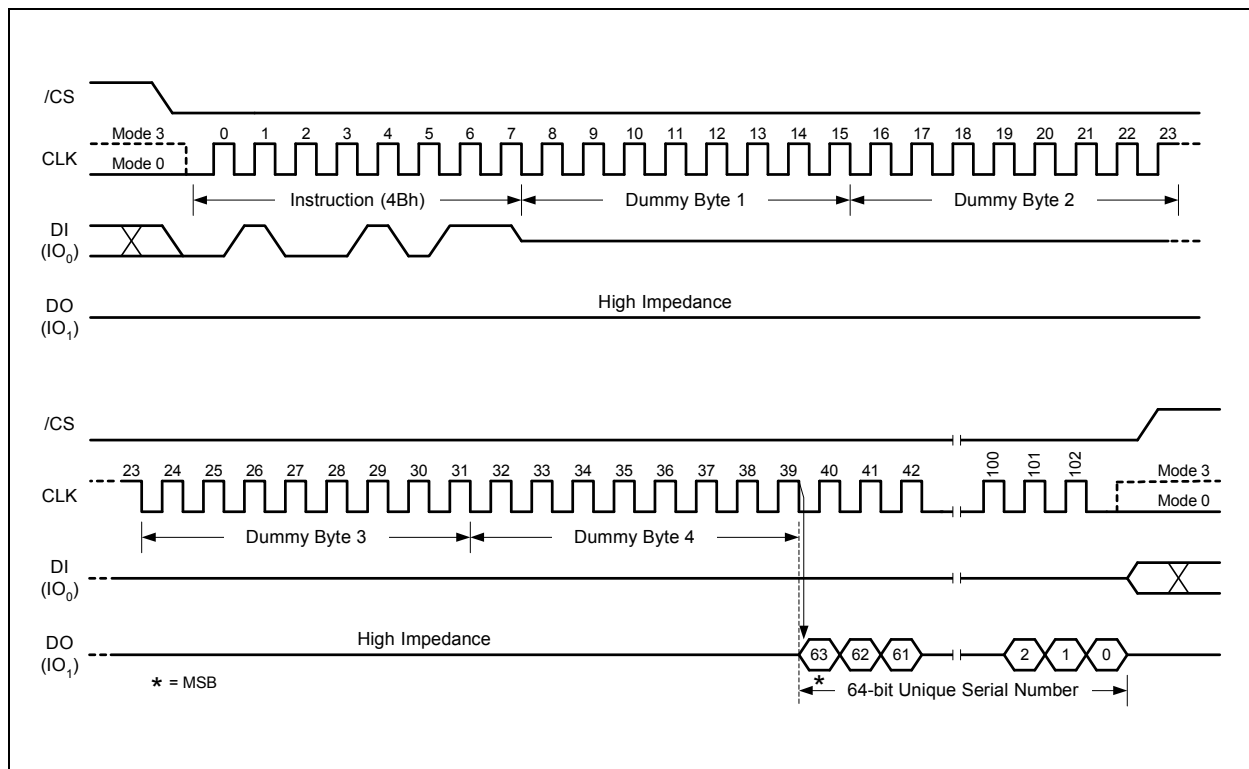 /CS
Mode 3
0 1 2 3 4 5 6 7 8 9 10 11 12 13 14 15 16 17 18 19 20 21 22 23
CLK
Mode 0
Instruction (4Bh) Dummy Byte 1 Dummy Byte 2
DI
(IO0)
High Impedance
DO
(IO1)
/CS
23 24 25 26 27 28 29 30 31 32 33 34 35 36 37 38 39 40 41 42 100 101 102
Mode 3
CLK
Mode 0
Dummy Byte 3 Dummy Byte 4
DI
(IO0)
DO
High Impedance
(IO1)
63 62 61 2 1 0
* = MSB
*
64-bit Unique Serial Number